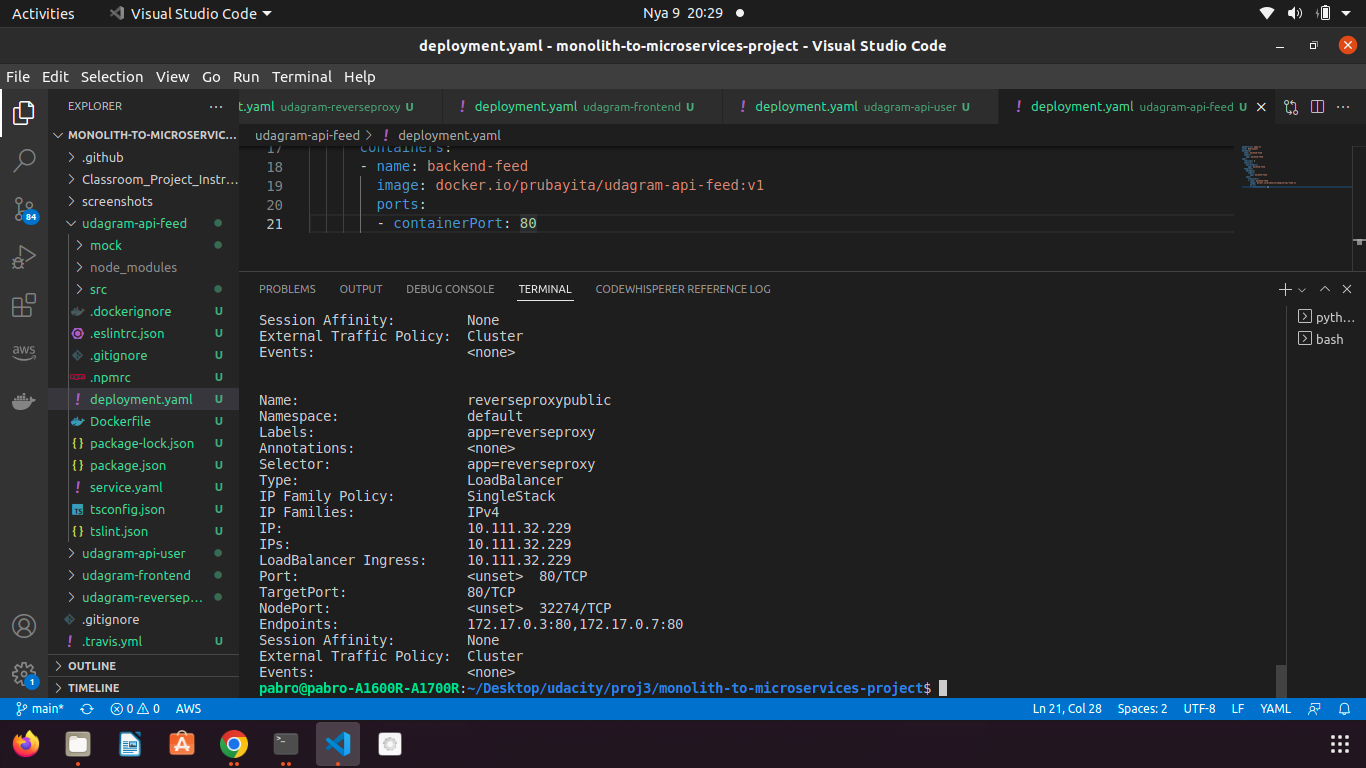 Activities
Visual Studio Code
Nya 9 20:29
deployment.yaml - monolith-to-microservices-project - Visual Studio Code
File Edit Selection View Go Run Terminal Help
EXPLORER
MONOLITH-TO-MICROSERVIC...
.github
Classroom_Project_Instr...
screenshots
udagram-api-feed
mock
node_modules
src
.dockerignore U
.eslintrc.json U
.gitignore U
.npmrc U
deployment.yaml U
Dockerfile U
package-lock.json U
package.json U
service.yaml U
tsconfig.json U
tslint.json U
udagram-api-user
udagram-frontend
udagram-reversep...
.gitignore
.travis.yml U
OUTLINE
TIMELINE
84
aws
1
t.yaml udagram-reverseproxy U
deployment.yaml udagram-frontend U
deployment.yaml udagram-api-user U
deployment.yaml udagram-api-feed U
udagram-api-feed > deployment.yaml
17 containers:
18 - name: backend-feed
19 image: docker.io/prubayita/udagram-api-feed:v1
20 ports:
21 - containerPort: 80
PROBLEMS OUTPUT DEBUG CONSOLE TERMINAL CODEWHISPERER REFERENCE LOG
pyth...
bash
Session Affinity: None
External Traffic Policy: Cluster
Events: <none>
Name: reverseproxypublic
Namespace: default
Labels: app=reverseproxy
Annotations: <none>
Selector: app=reverseproxy
Type: LoadBalancer
IP Family Policy: SingleStack
IP Families: IPv4
IP: 10.111.32.229
IPs: 10.111.32.229
LoadBalancer Ingress: 10.111.32.229
Port: <unset> 80/TCP
TargetPort: 80/TCP
NodePort: <unset> 32274/TCP
Endpoints: 172.17.0.3:80,172.17.0.7:80
Session Affinity: None
External Traffic Policy: Cluster
Events: <none>
pabro@pabro-A1600R-A1700R:~/Desktop/udacity/proj3/monolith-to-microservices-project$
main* 0 0 AWS
Ln 21, Col 28 Spaces: 2 UTF-8 LF YAML